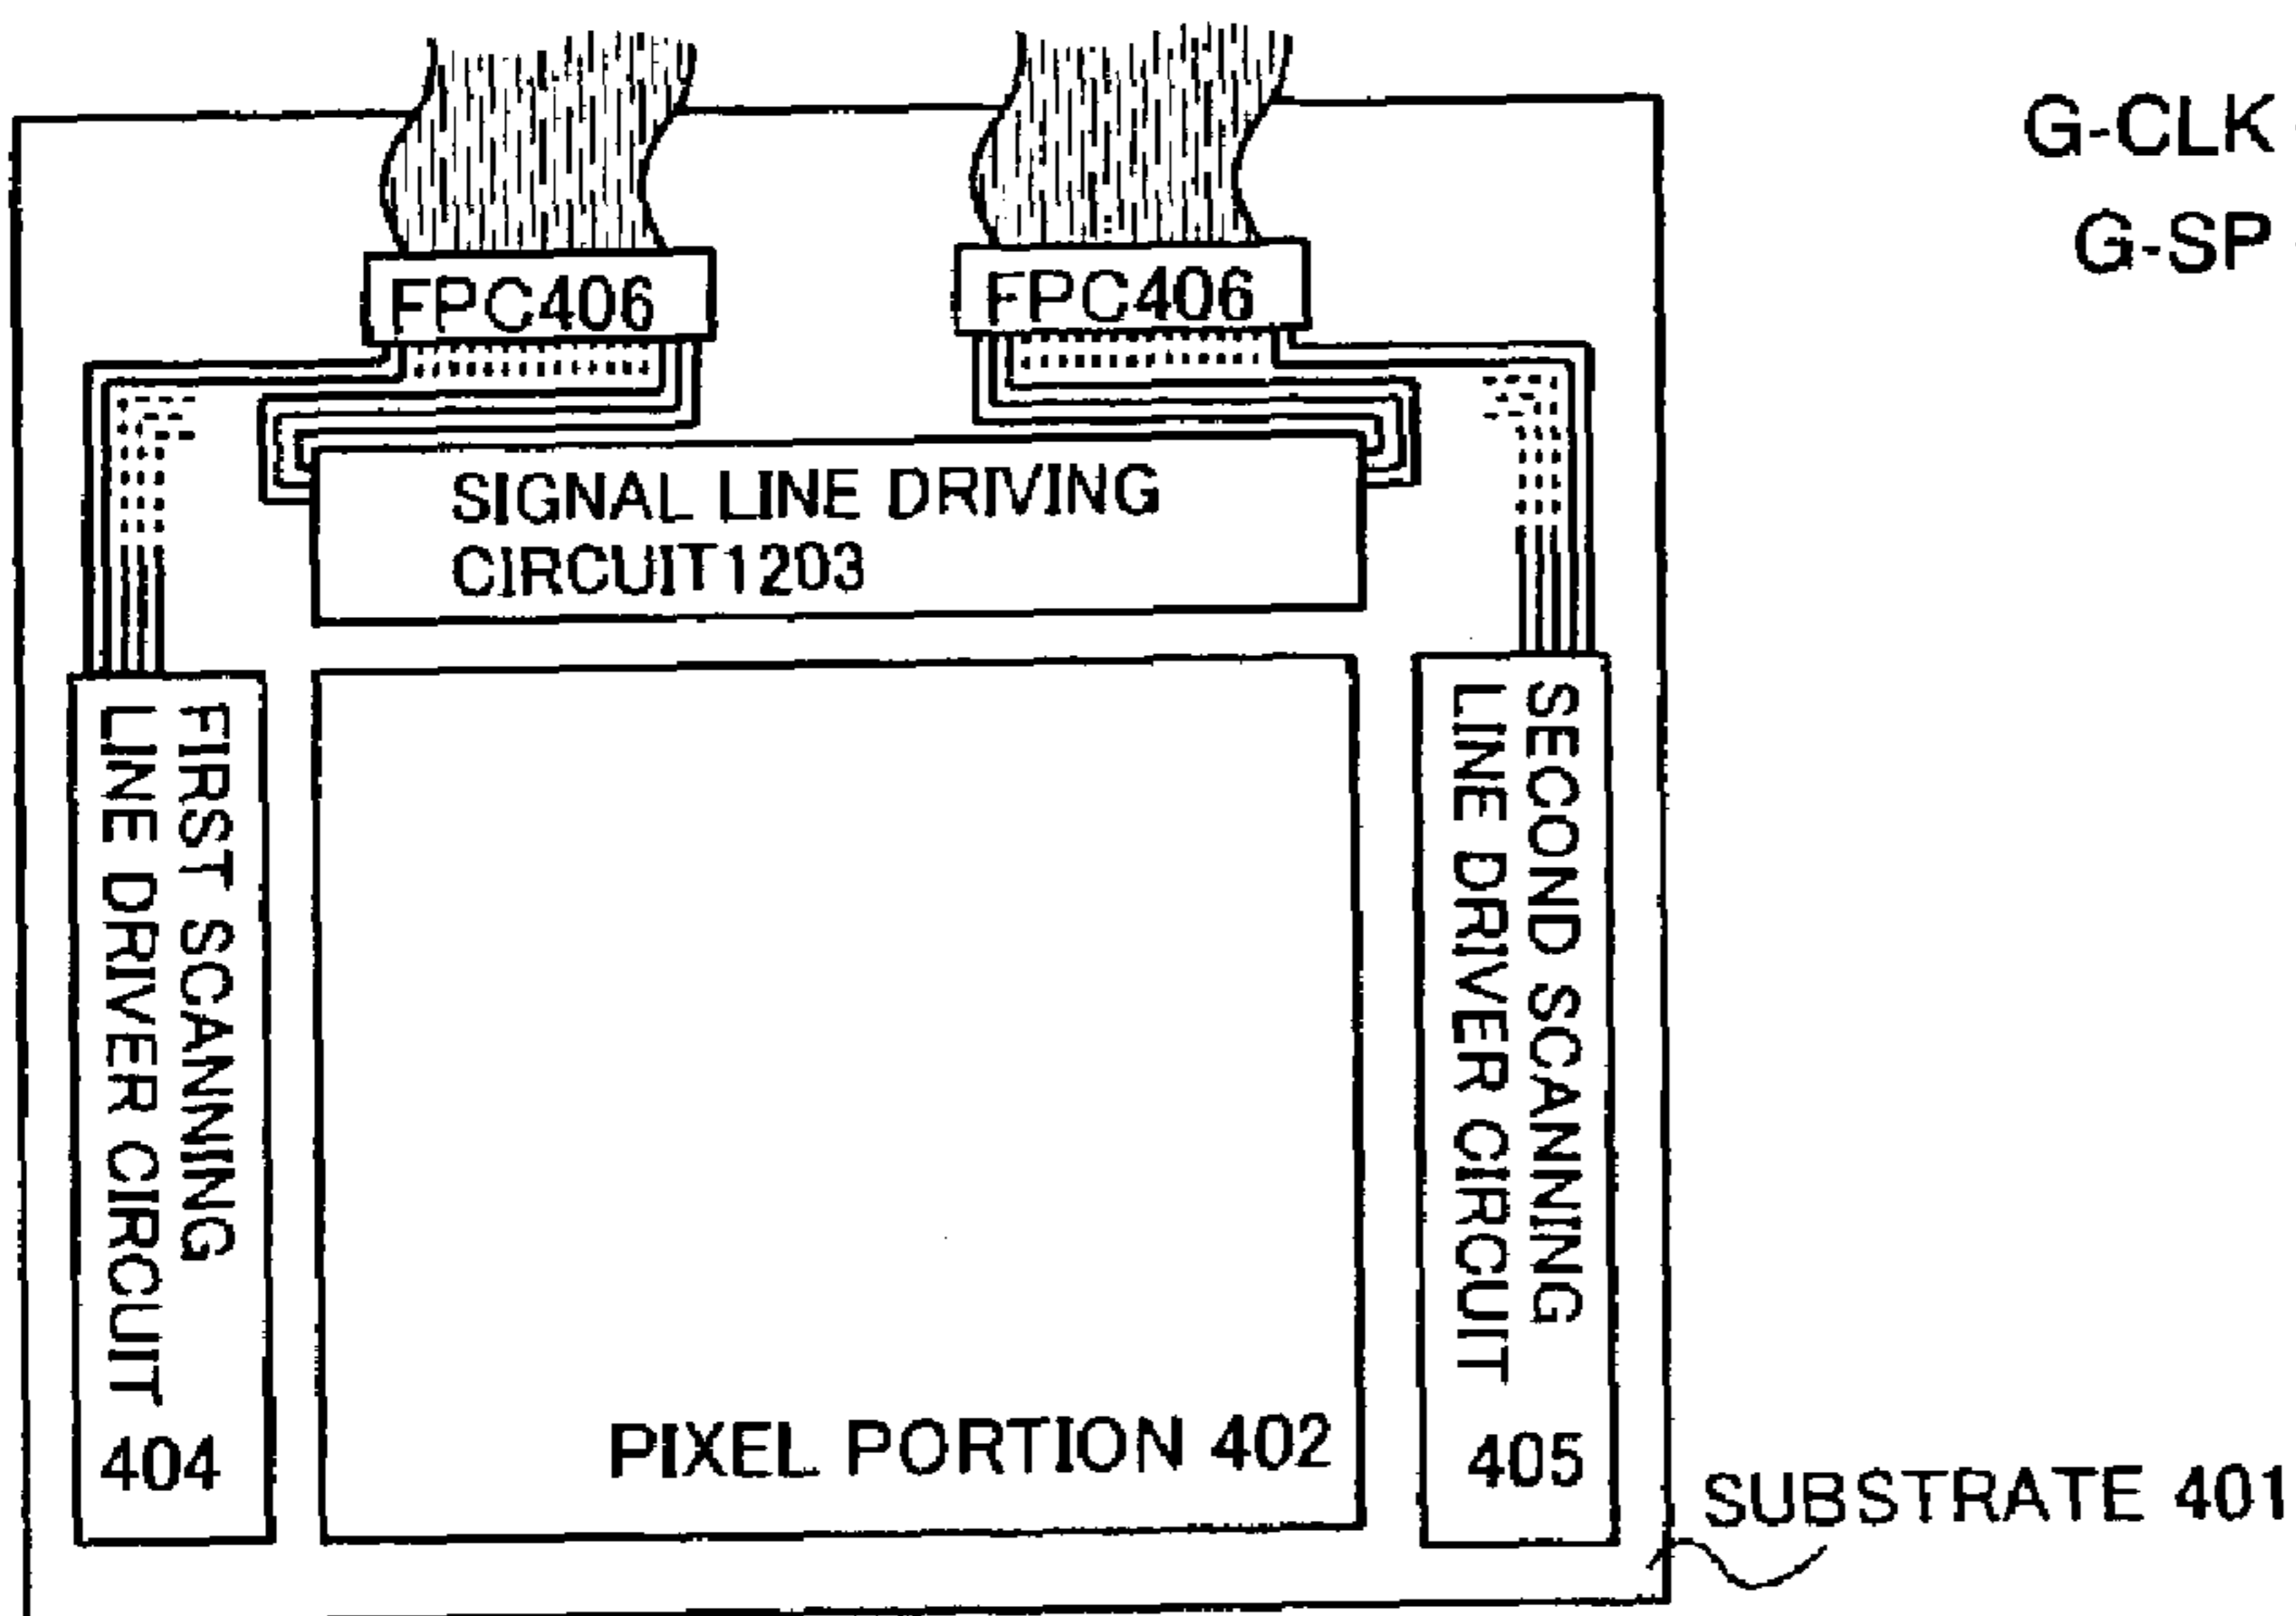 G-CLK
G-SP
FPC406
FPC406
SIGNAL LINE DRIVING
CIRCUIT1203
FIRST SCANNING
LINE DRIVER CIRCUIT
404
PIXEL PORTION 402
SECOND SCANNING
LINE DRIVER CIRCUIT
405
SUBSTRATE 401